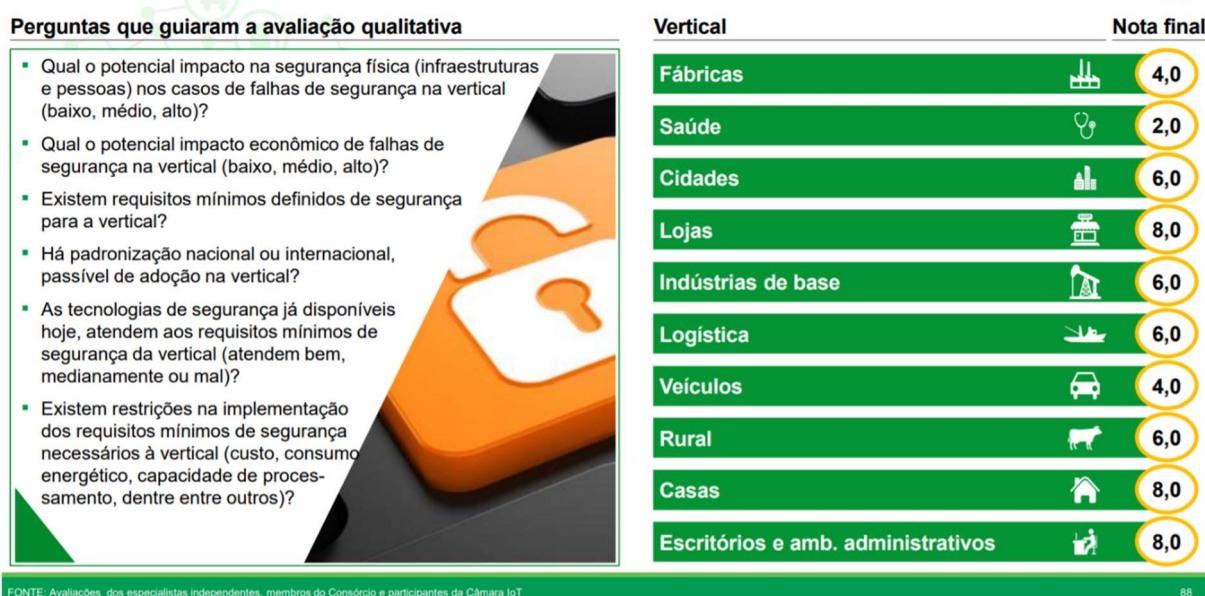 Perguntas que guiaram a avaliação qualitativa
▪ Qual o potencial impacto na segurança física (infraestruturas
e pessoas) nos casos de falhas de segurança na vertical
(baixo, médio, alto)?
▪ Qual o potencial impacto econômico de falhas de
segurança na vertical (baixo, médio, alto)?
▪ Existem requisitos mínimos definidos de segurança
para a vertical?
▪ Há padronização nacional ou internacional,
passível de adoção na vertical?
▪ As tecnologias de segurança já disponíveis
hoje, atendem aos requisitos mínimos de
segurança da vertical (atendem bem,
medianamente ou mal)?
▪ Existem restrições na implementação
dos requisitos mínimos de segurança
necessários à vertical (custo, consumo
energético, capacidade de proces-
samento, dentre entre outros)?
Vertical Nota final
Fábricas 4,0
Saúde 2,0
Cidades 6,0
Lojas 8,0
Indústrias de base 6,0
Logística 6,0
Veículos 4,0
Rural 6,0
Casas 8,0
Escritórios e amb. administrativos 8,0
FONTE: Avaliações dos especialistas independentes, membros do Consórcio e participantes da Câmara IoT
88